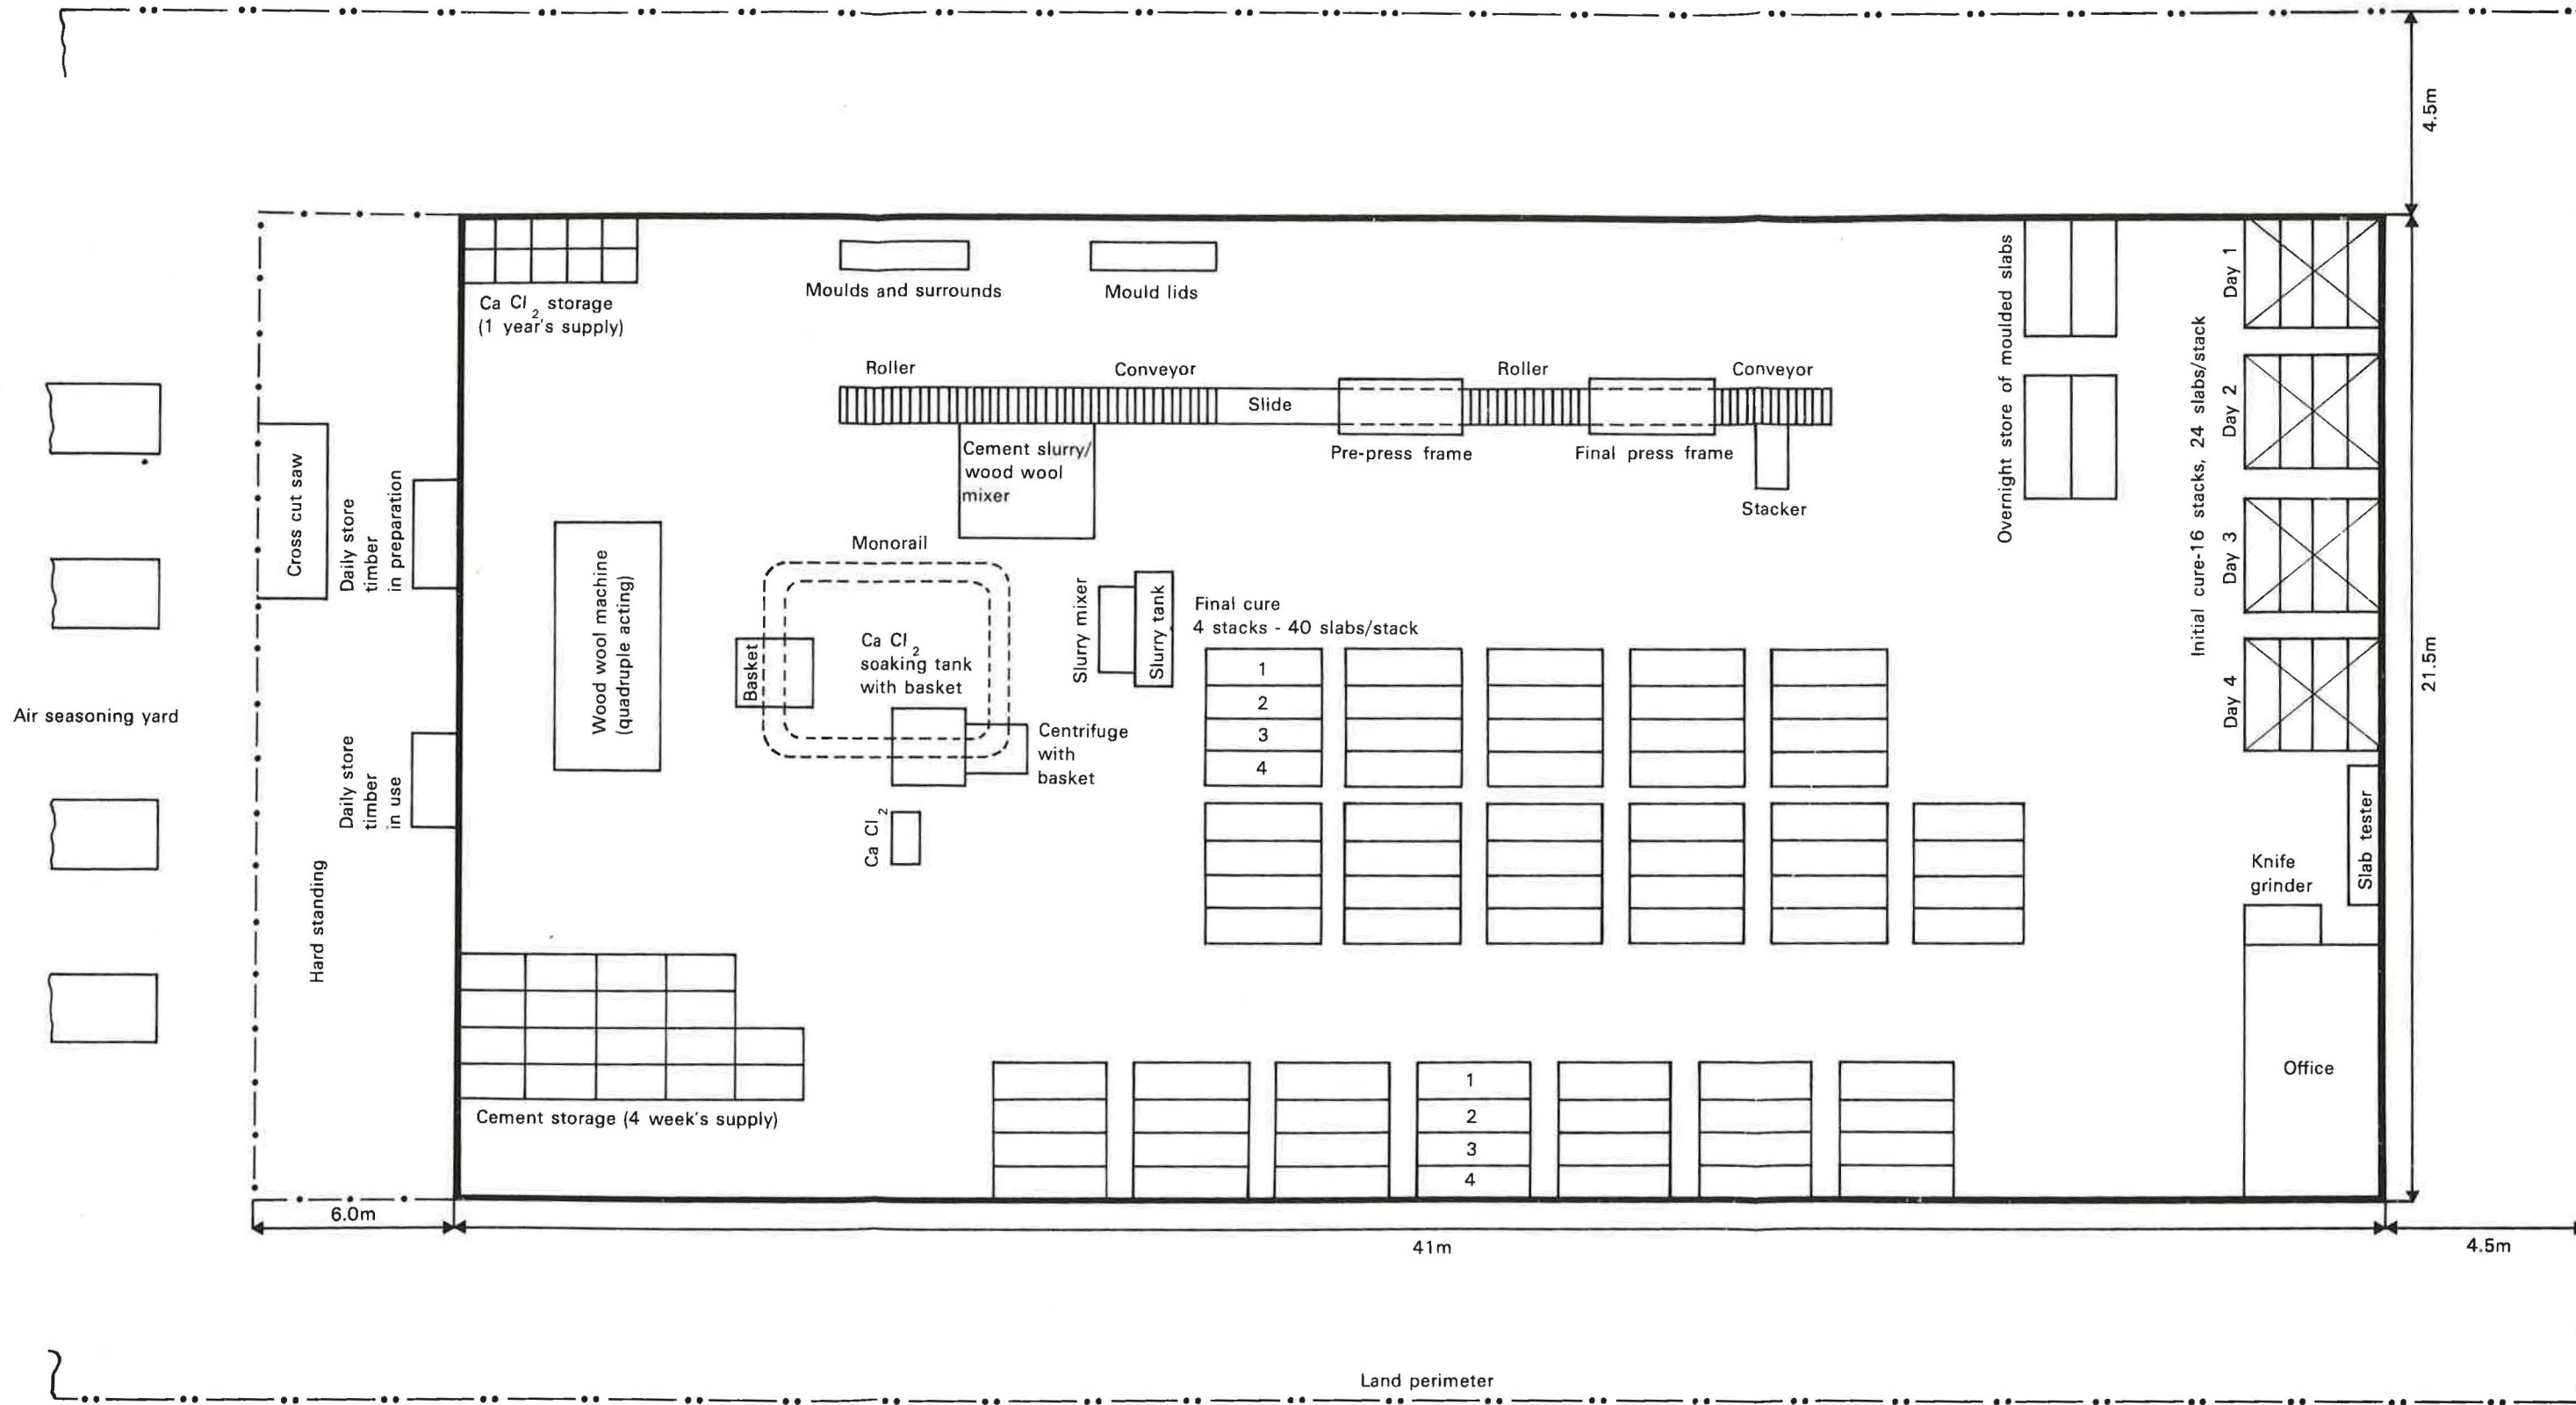 4.5m
Ca Cl2 storage
(1 year's supply)
Moulds and surrounds
Mould lids
Roller
Conveyor
Slide
Roller
Conveyor
Cement slurry/
wood wool
mixer
Pre-press frame
Final press frame
Stacker
Overnight store of moulded slabs
Initial cure-16 stacks, 24 slabs/stack
Day 1
Day 2
Day 3
Day 4
Cross cut saw
Daily store
timber
in preparation
Wood wool machine
(quadruple acting)
Monorail
Basket
Ca Cl2
soaking tank
with basket
Slurry mixer
Slurry tank
Centrifuge
with
basket
Final cure
4 stacks - 40 slabs/stack
1
2
3
4
21.5m
Air seasoning yard
Daily store
timber
in use
Ca Cl2
Hard standing
Slab tester
Knife
grinder
Office
Cement storage (4 week's supply)
1
2
3
4
6.0m
41m
4.5m
Land perimeter